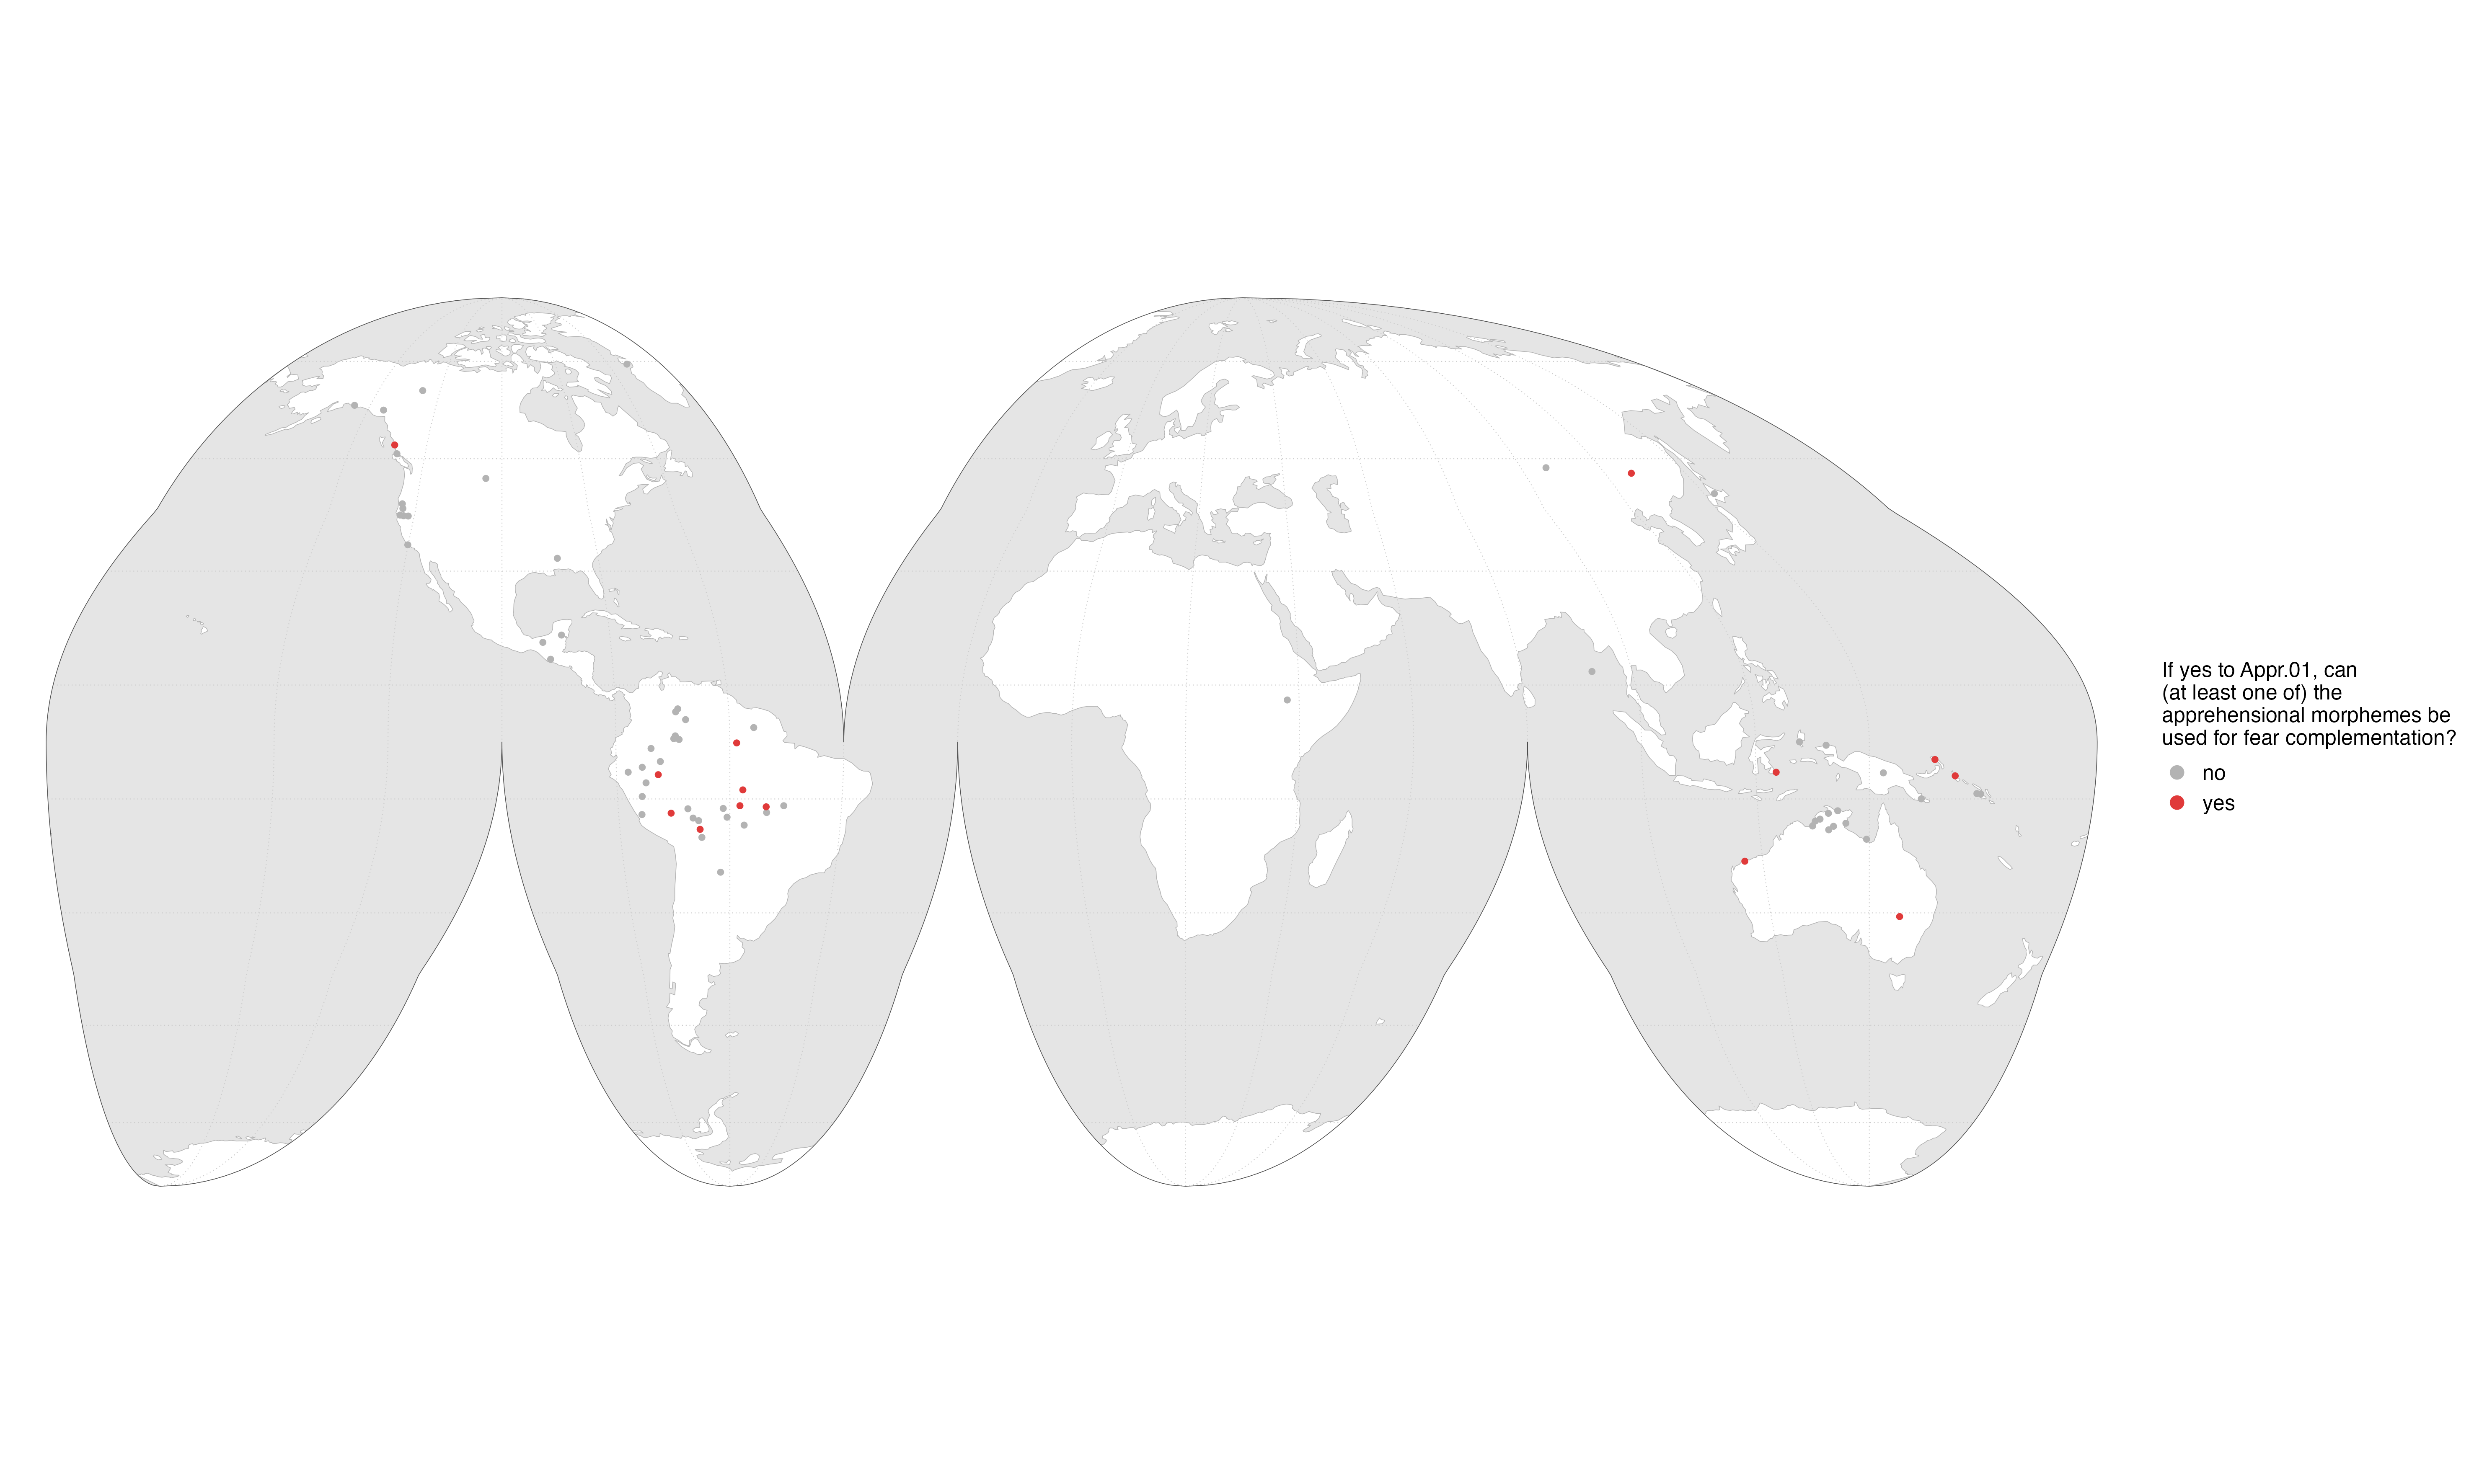 If yes to Appr.01, can
(at least one of) the
apprehensional morphemes be
used for fear complementation?
no
yes